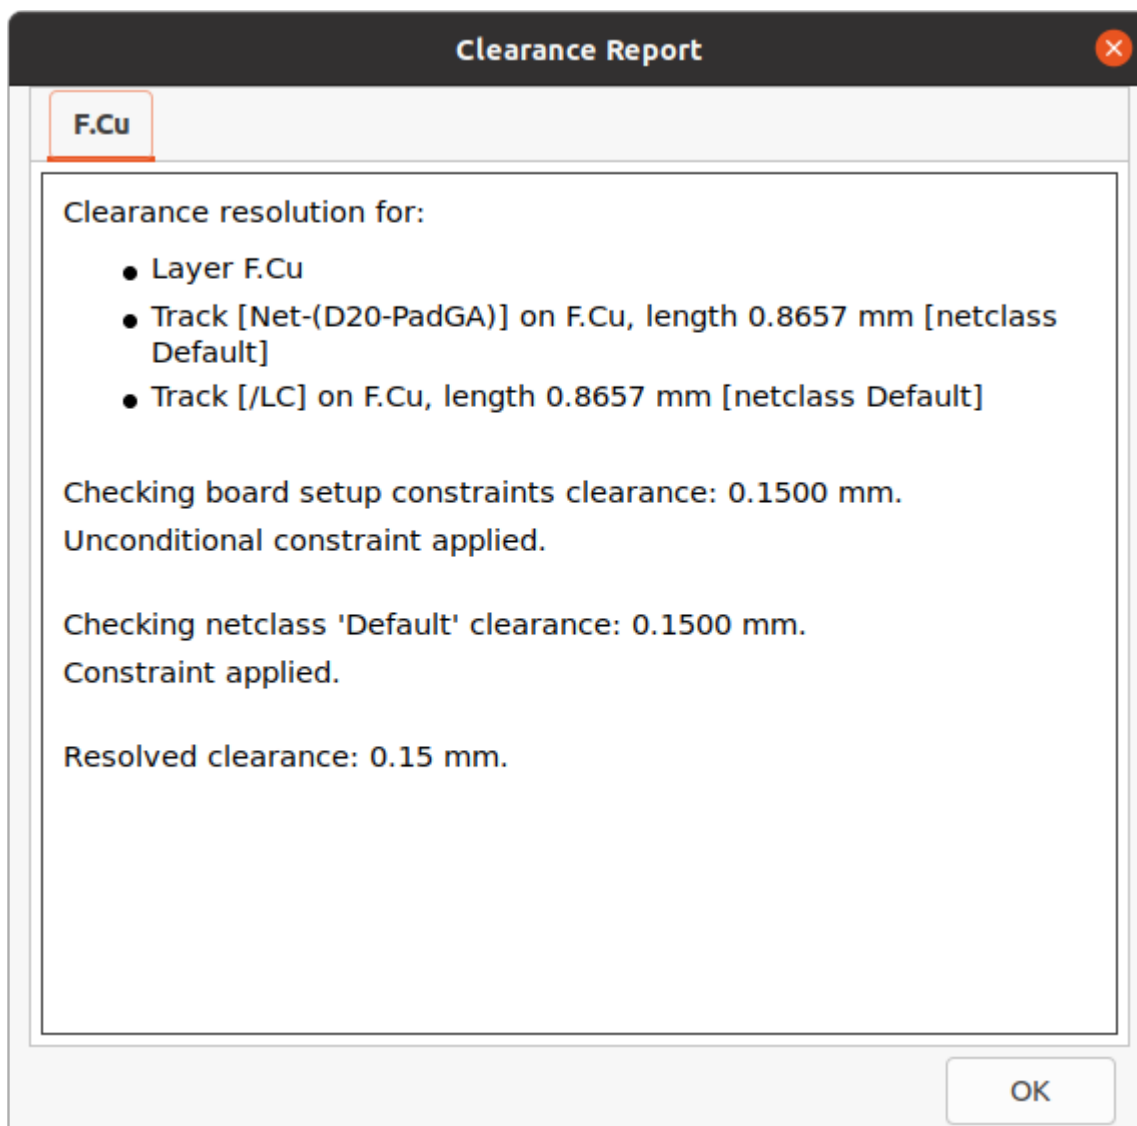 Clearance Report
F.Cu
Clearance resolution for:
● Layer F.Cu
● Track [Net-(D20-PadGA)] on F.Cu, length 0.8657 mm [netclass
Default]
● Track [/LC] on F.Cu, length 0.8657 mm [netclass Default]
Checking board setup constraints clearance: 0.1500 mm.
Unconditional constraint applied.
Checking netclass 'Default' clearance: 0.1500 mm.
Constraint applied.
Resolved clearance: 0.15 mm.
OK